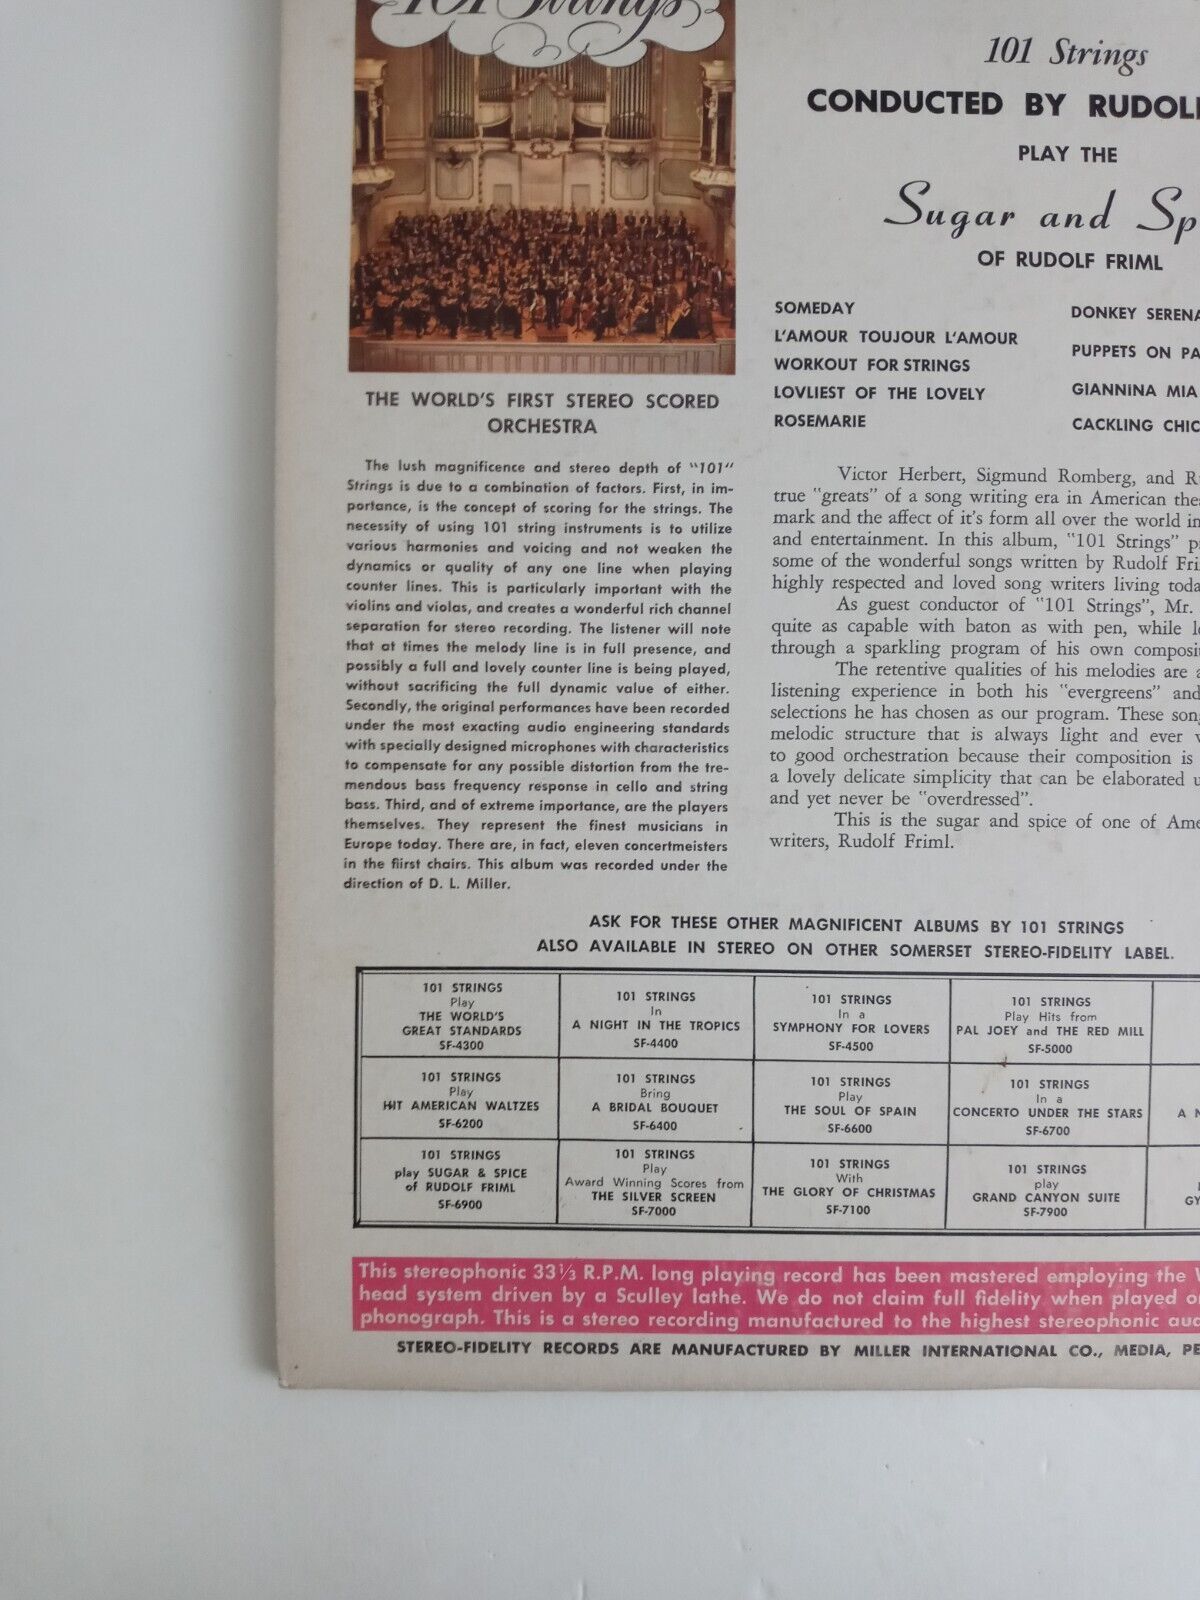 101 Strings
THE WORLD'S FIRST STEREO SCORED
ORCHESTRA
The lush magnificence and stereo depth of "101"
Strings is due to a combination of factors. First, in im-
portance, is the concept of scoring for the strings. The
necessity of using 101 string instruments is to utilize
various harmonies and voicing and not weaken the
dynamics or quality of any one line when playing
counter lines. This is particularly important with the
violins and violas, and creates a wonderful rich channel
separation for stereo recording. The listener will note
that at times the melody line is in full presence, and
possibly a full and lovely counter line is being played,
without sacrificing the full dynamic value of either.
Secondly, the original performances have been recorded
under the most exacting audio engineering standards
with specially designed microphones with characteristics
to compensate for any possible distortion from the tre-
mendous bass frequency response in cello and string
bass. Third, and of extreme importance, are the players
themselves. They represent the finest musicians in
Europe today. There are, in fact, eleven concertmeisters
in the fiirst chairs. This album was recorded under the
direction of D. L. Miller.
101 Strings
CONDUCTED BY RUDOL
PLAY THE
Sugar and Sp
OF RUDOLF FRIML
SOMEDAY
L'AMOUR TOUJOUR L'AMOUR
WORKOUT FOR STRINGS
LOVLIEST OF THE LOVELY
ROSEMARIE
DONKEY SERENA
PUPPETS ON PA
GIANNINA MIA
CACKLING CHIC
Victor Herbert, Sigmund Romberg, and R
true "greats" of a song writing era in American thes
mark and the affect of it's form all over the world in
and entertainment. In this album, "101 Strings" p
some of the wonderful songs written by Rudolf Fri
highly respected and loved song writers living toda
As guest conductor of "101 Strings", Mr.
quite as capable with baton as with pen, while l
through a sparkling program of his own composit
The retentive qualities of his melodies are a
listening experience in both his "evergreens" and
selections he has chosen as our program. These song
melodic structure that is always light and ever v
to good orchestration because their composition is
a lovely delicate simplicity that can be elaborated u
and yet never be "overdressed".
This is the sugar and spice of one of Ame
writers, Rudolf Friml.
ASK FOR THESE OTHER MAGNIFICENT ALBUMS BY 101 STRINGS
ALSO AVAILABLE IN STEREO ON OTHER SOMERSET STEREO-FIDELITY LABEL.
101 STRINGS
Play
THE WORLD'S
GREAT STANDARDS
SF-4300
101 STRINGS
In
A NIGHT IN THE TROPICS
SF-4400
101 STRINGS
In a
SYMPHONY FOR LOVERS
SF-4500
101 STRINGS
Play Hits from
PAL JOEY and THE RED MILL
SF-5000
101 STRINGS
Play
HIT AMERICAN WALTZES
SF-6200
101 STRINGS
Bring
A BRIDAL BOUQUET
SF-6400
101 STRINGS
Play
THE SOUL OF SPAIN
SF-6600
101 STRINGS
In a
CONCERTO UNDER THE STARS
SF-6700
A N
101 STRINGS
play SUGAR & SPICE
of RUDOLF FRIML
SF-6900
101 STRINGS
Play
Award Winning Scores from
THE SILVER SCREEN
SF-7000
101 STRINGS
With
THE GLORY OF CHRISTMAS
SF-7100
101 STRINGS
play
GRAND CANYON SUITE
SF-7900
GY
This stereophonic 33⅓ R.P.M. long playing record has been mastered employing the
head system driven by a Sculley lathe. We do not claim full fidelity when played o
phonograph. This is a stereo recording manufactured to the highest stereophonic aud
STEREO-FIDELITY RECORDS ARE MANUFACTURED BY MILLER INTERNATIONAL CO., MEDIA, PE